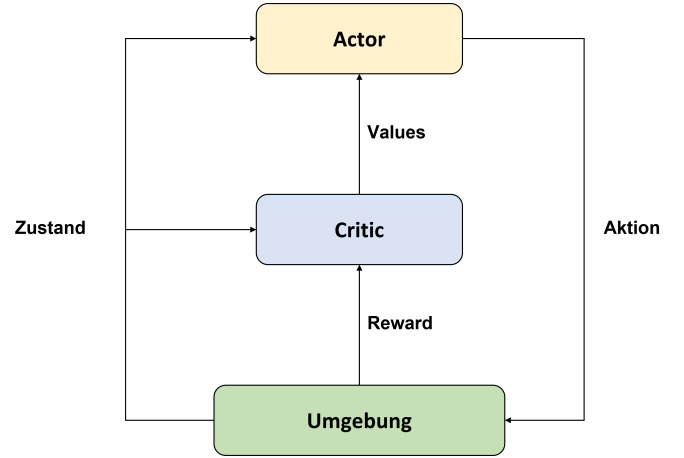 Actor
Values
Zustand
Critic
Aktion
Reward
Umgebung